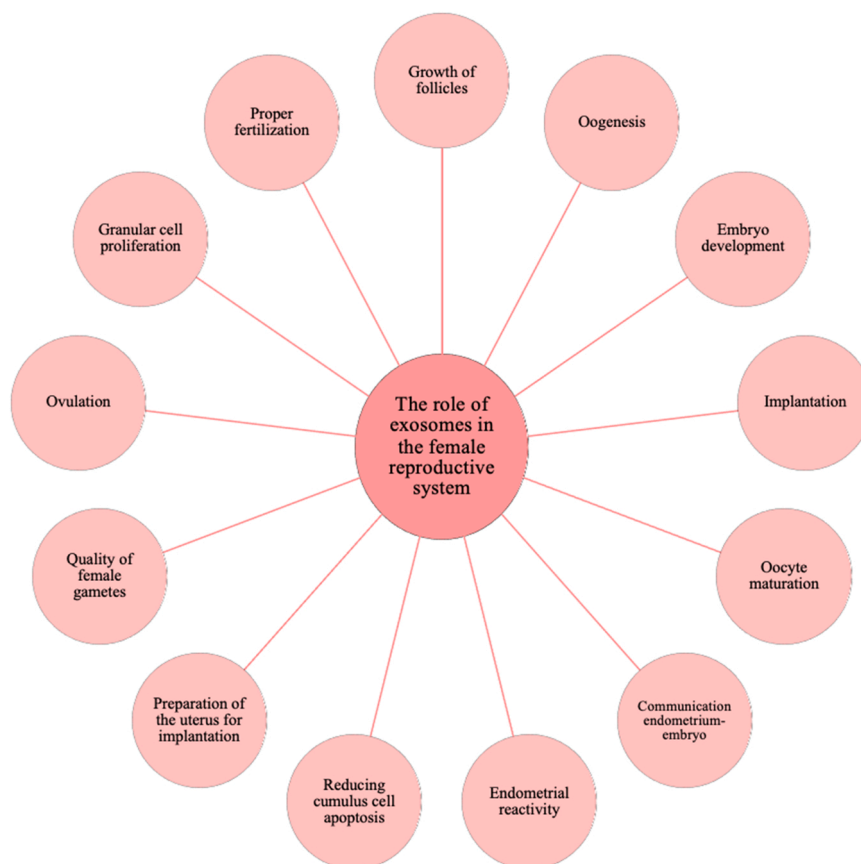 Growth of
follicles
Oogenesis
Embryo
development
Implantation
Oocyte
maturation
Communication
endometrium-
embryo
Endometrial
reactivity
Reducing
cumulus cell
apoptosis
Preparation of
the uterus for
implantation
Quality of
female
gametes
Ovulation
Granular cell
proliferation
Proper
fertilization
The role of
exosomes in
the female
reproductive
system